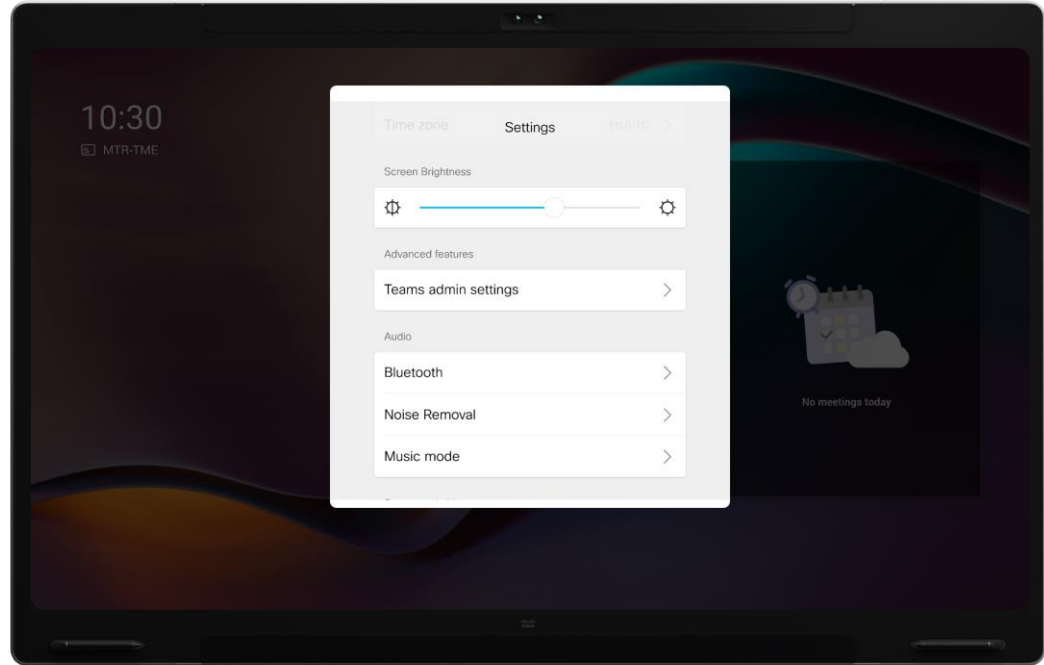 10:30
MTR-TME
Time zone
Settings
Screen Brightness
Advanced features
Teams admin settings
Audio
Bluetooth
Noise Removal
Music mode
No meetings today